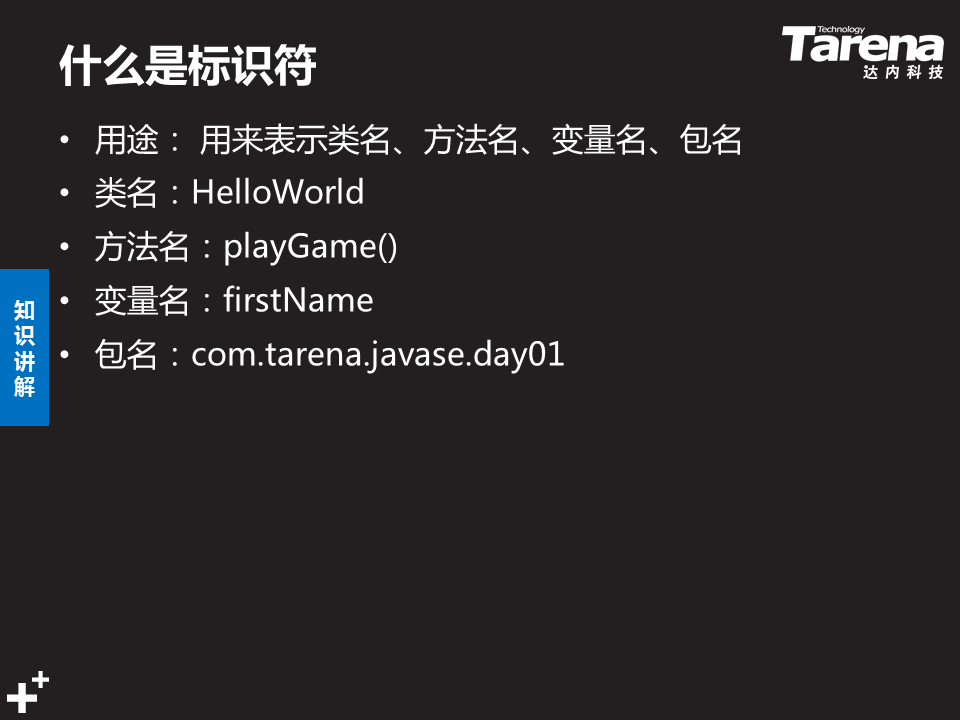 什么是标识符
Technology
Tarena
达内科技
• 用途： 用来表示类名、方法名、变量名、包名
• 类名：HelloWorld
• 方法名：playGame()
• 变量名：firstName
• 包名：com.tarena.javase.day01
知识讲解